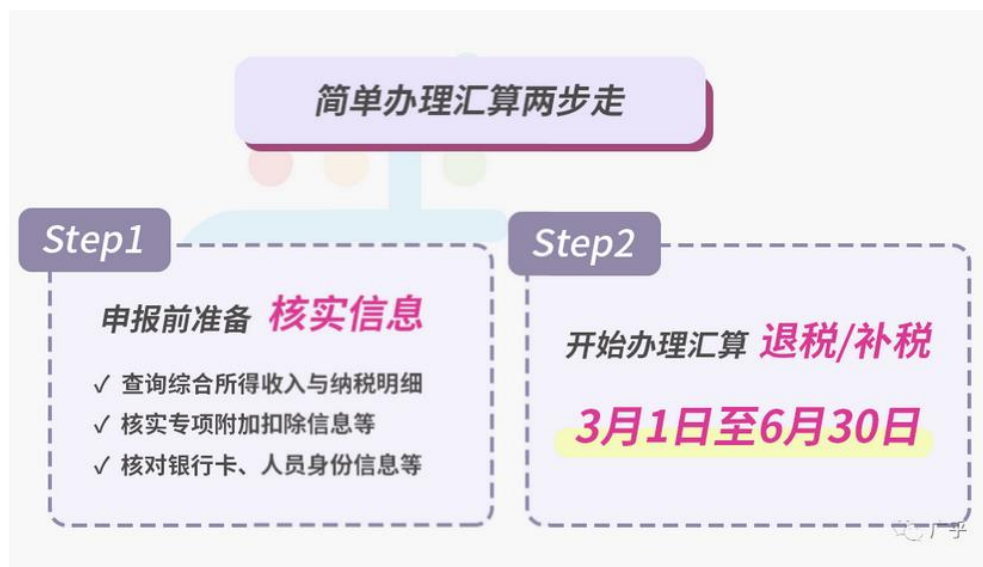 简单办理汇算两步走
Step1
申报前准备 核实信息
✓ 查询综合所得收入与纳税明细
✓ 核实专项附加扣除信息等
✓ 核对银行卡、人员身份信息等
Step2
开始办理汇算 退税/补税
3月1日至6月30日
广乎